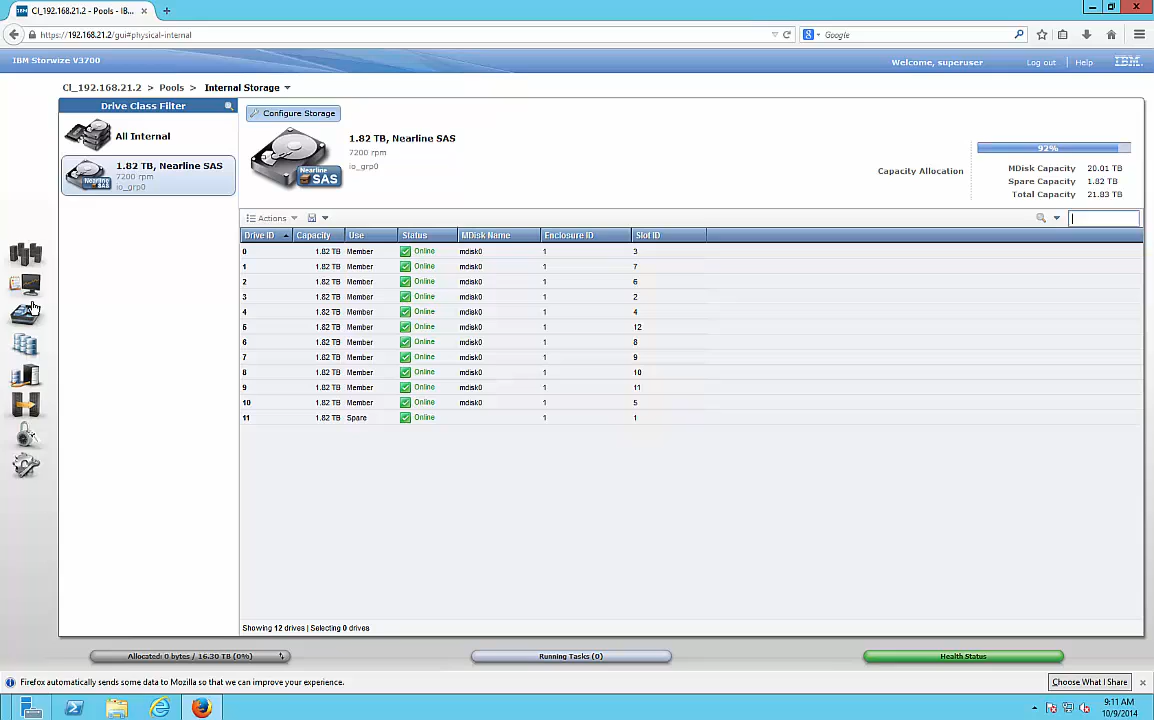 CI_192.168.21.2 - Pools - IB...
https://192.168.21.2/gui#physical-internal
Google
IBM Storwize V3700
Welcome, superuser
Log out
Help
IBM
CI_192.168.21.2 > Pools > Internal Storage
Drive Class Filter
All Internal
1.82 TB, Nearline SAS
7200 rpm
io_grp0
Nearline
Configure Storage
1.82 TB, Nearline SAS
7200 rpm
io_grp0
Nearline
SAS
Capacity Allocation
92%
MDisk Capacity 20.01 TB
Spare Capacity 1.82 TB
Total Capacity 21.83 TB
Actions
Drive ID Capacity Use Status MDisk Name Enclosure ID Slot ID
0 1.82 TB Member Online mdisk0 1 3
1 1.82 TB Member Online mdisk0 1 7
2 1.82 TB Member Online mdisk0 1 6
3 1.82 TB Member Online mdisk0 1 2
4 1.82 TB Member Online mdisk0 1 4
5 1.82 TB Member Online mdisk0 1 12
6 1.82 TB Member Online mdisk0 1 8
7 1.82 TB Member Online mdisk0 1 9
8 1.82 TB Member Online mdisk0 1 10
9 1.82 TB Member Online mdisk0 1 11
10 1.82 TB Member Online mdisk0 1 5
11 1.82 TB Spare Online 1 1
Showing 12 drives | Selecting 0 drives
Allocated: 0 bytes / 16.30 TB (0%)
Running Tasks (0)
Health Status
Firefox automatically sends some data to Mozilla so that we can improve your experience.
Choose What I Share
9:11 AM
10/9/2014